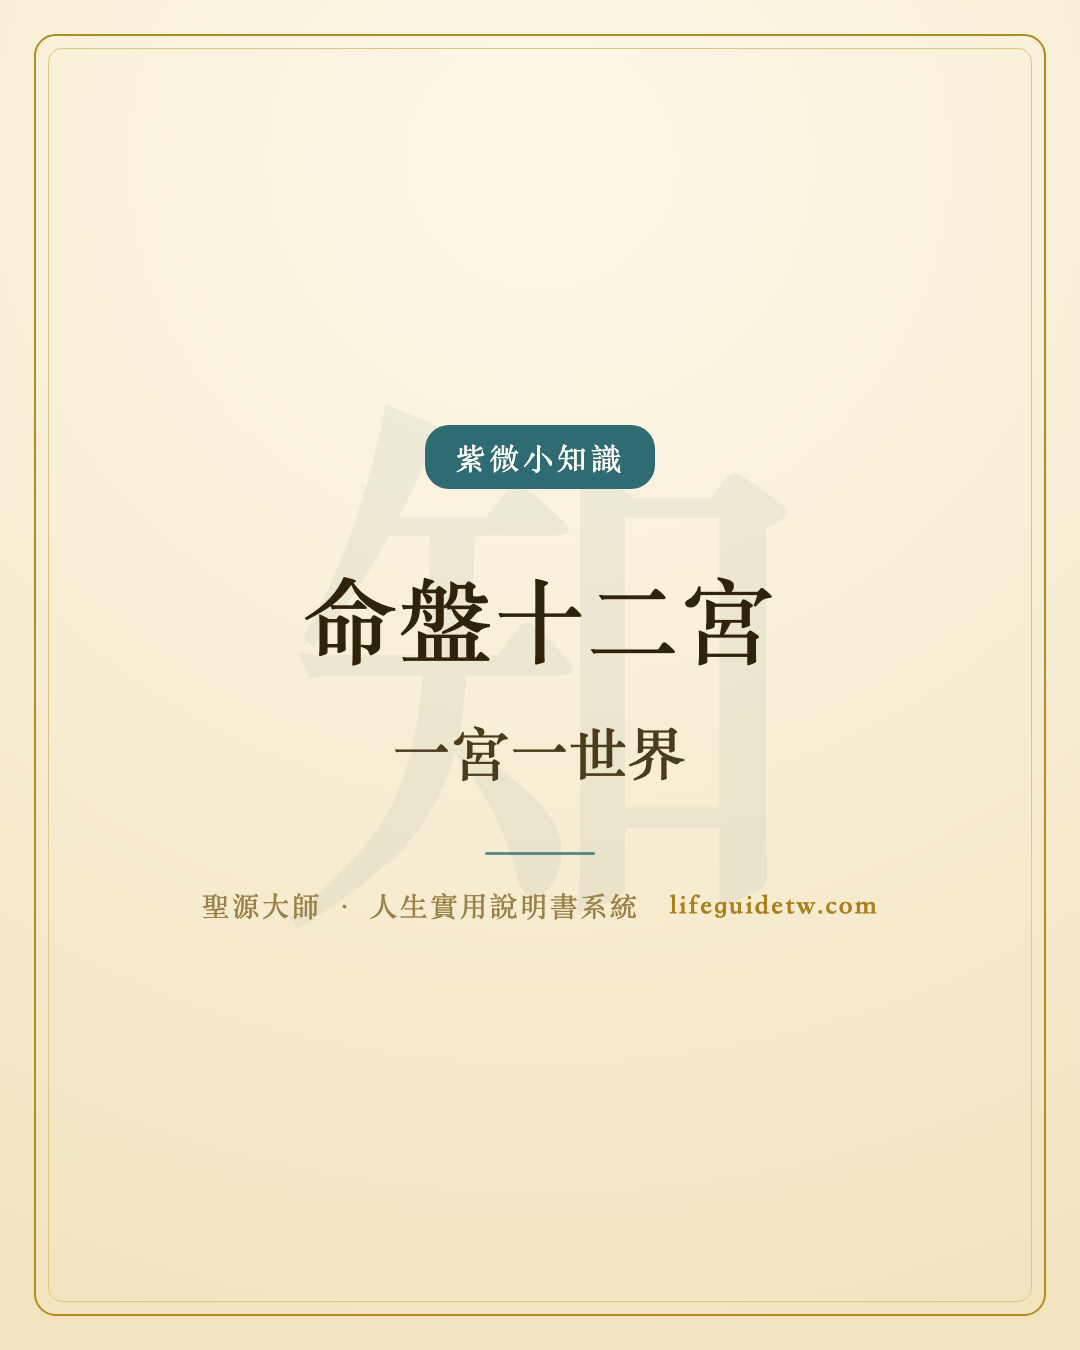 紫微小知識
知
命盤十二宮
一宮一世界
聖源大師 · 人生實用說明書系統 lifeguidetw.com